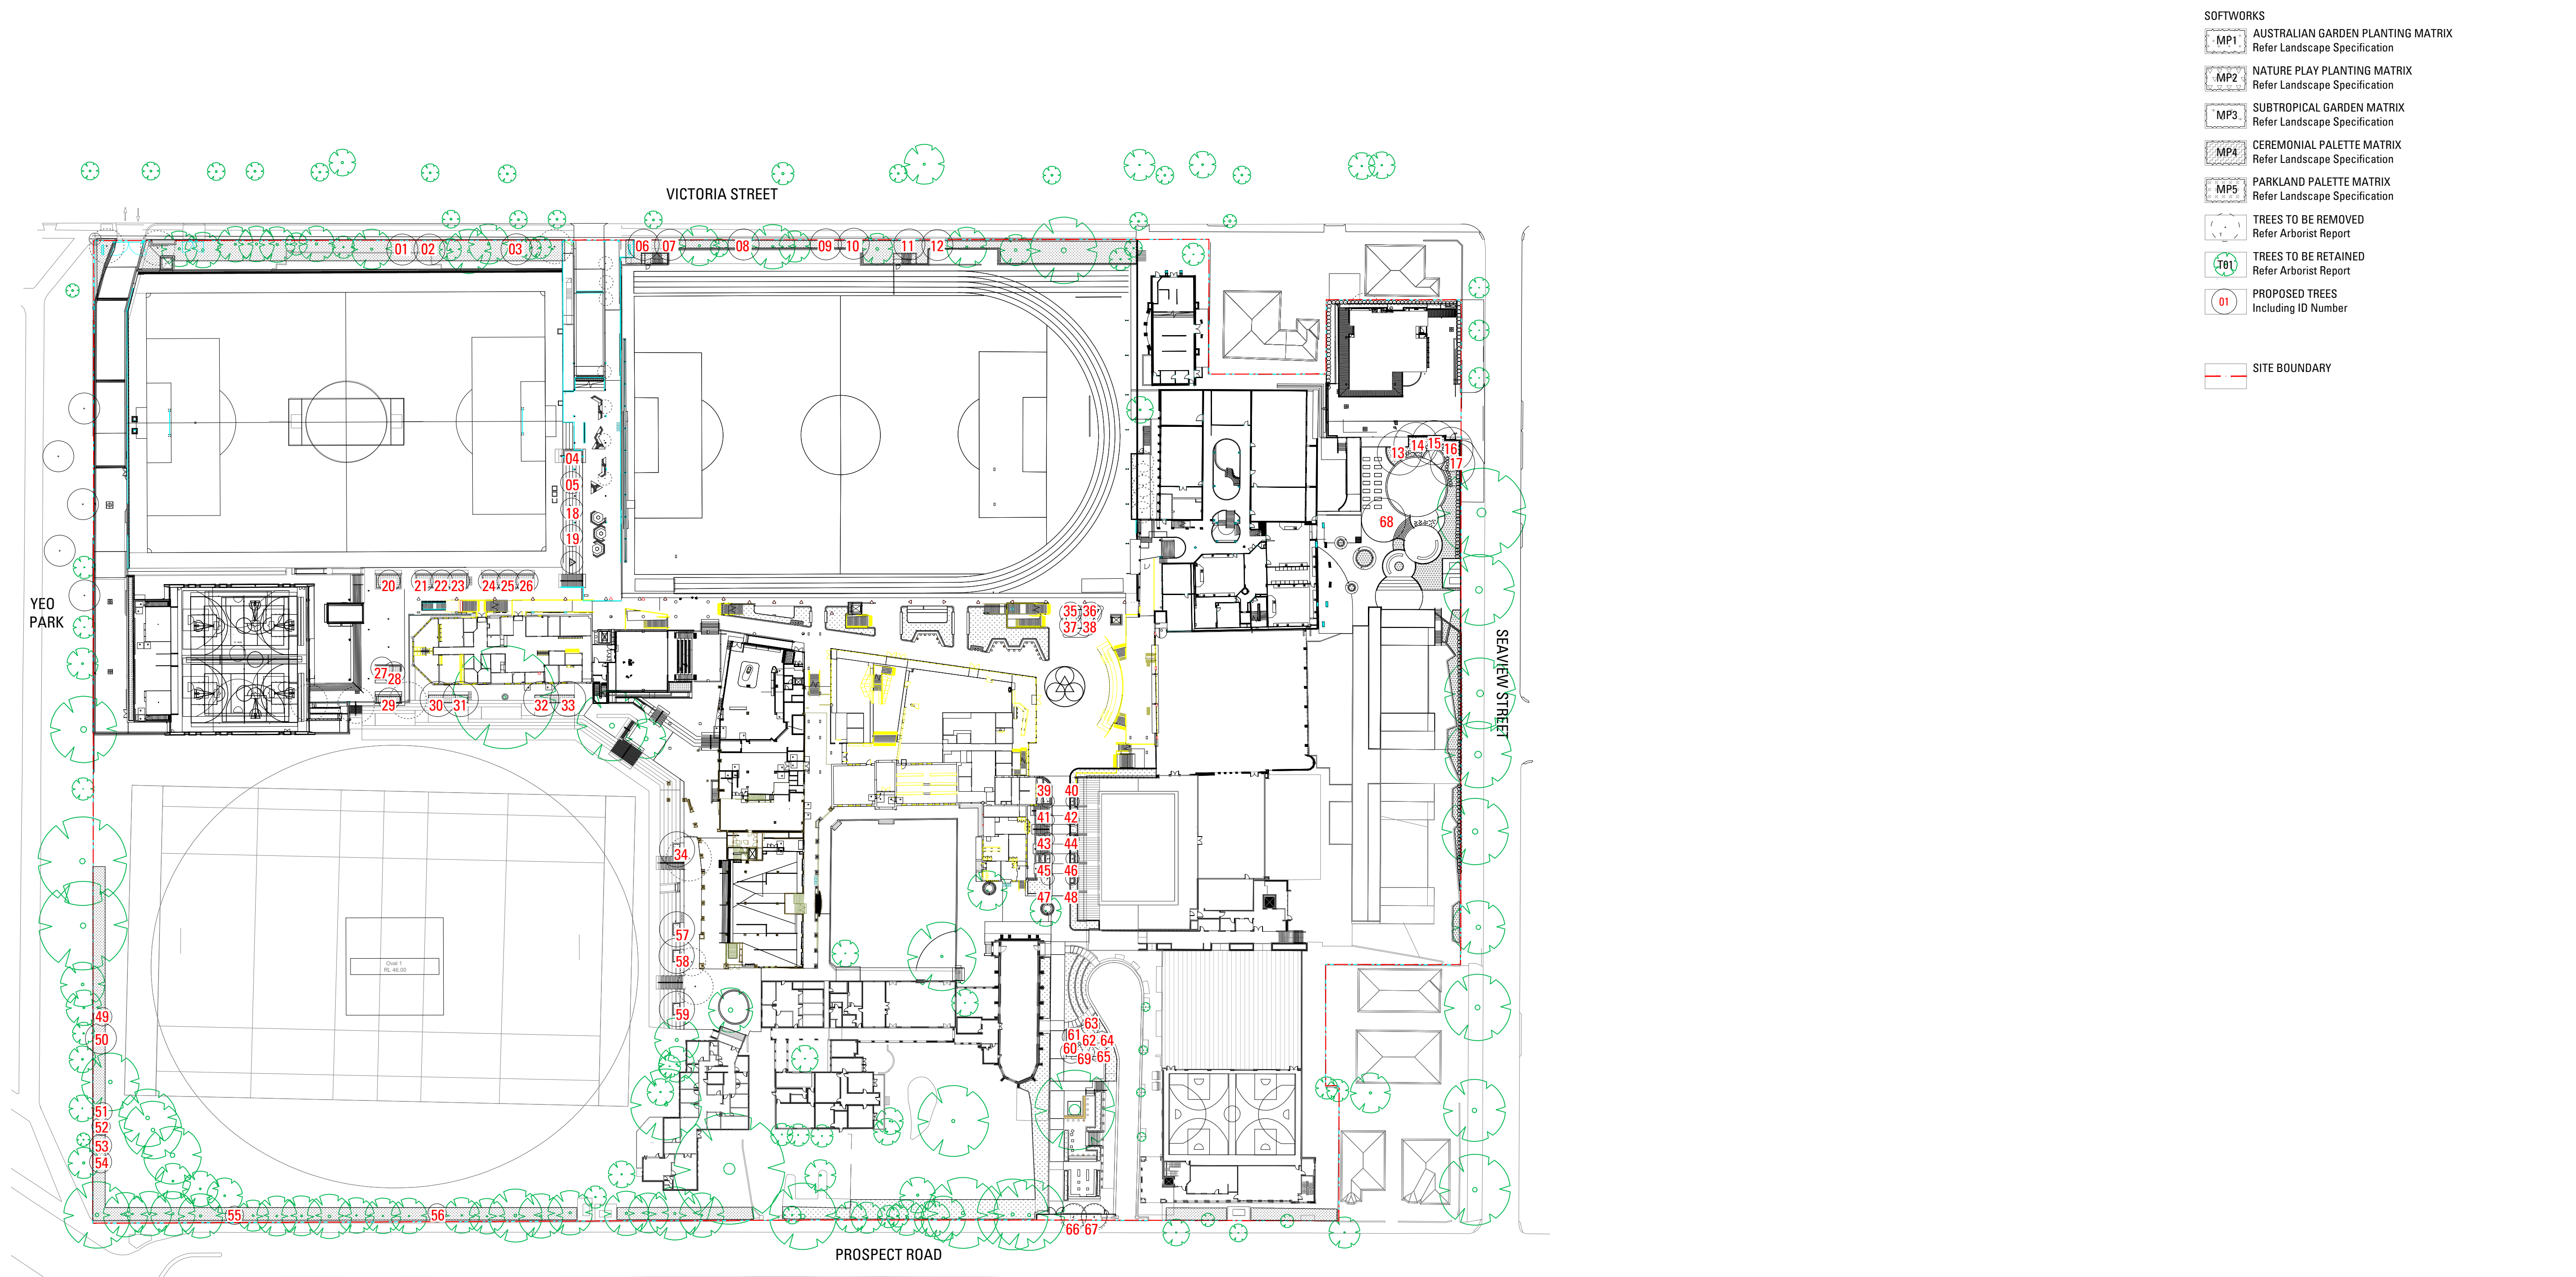 SOFTWORKS
MP1
AUSTRALIAN GARDEN PLANTING MATRIX
Refer Landscape Specification
MP2
NATURE PLAY PLANTING MATRIX
Refer Landscape Specification
MP3
SUBTROPICAL GARDEN MATRIX
Refer Landscape Specification
MP4
CEREMONIAL PALETTE MATRIX
Refer Landscape Specification
MP5
PARKLAND PALETTE MATRIX
Refer Landscape Specification
TREES TO BE REMOVED
Refer Arborist Report
T01
TREES TO BE RETAINED
Refer Arborist Report
01
PROPOSED TREES
Including ID Number
SITE BOUNDARY
VICTORIA STREET
01 02 03 06 07 08 09 10 11 12
13 14 15 16 17
04
05
18
19
68
20 21 22 23 24 25 26
YEO
PARK
35 36
37 38
SEAVIEW STREET
27
28
29 30 31 32 33
39 40
41 42
43 44
45 46
47 48
34
57
58
59
Oval 1
RL 46.00
49
50
63
61 62 64
60 69 65
51
52
53
54
55 56
66 67
PROSPECT ROAD